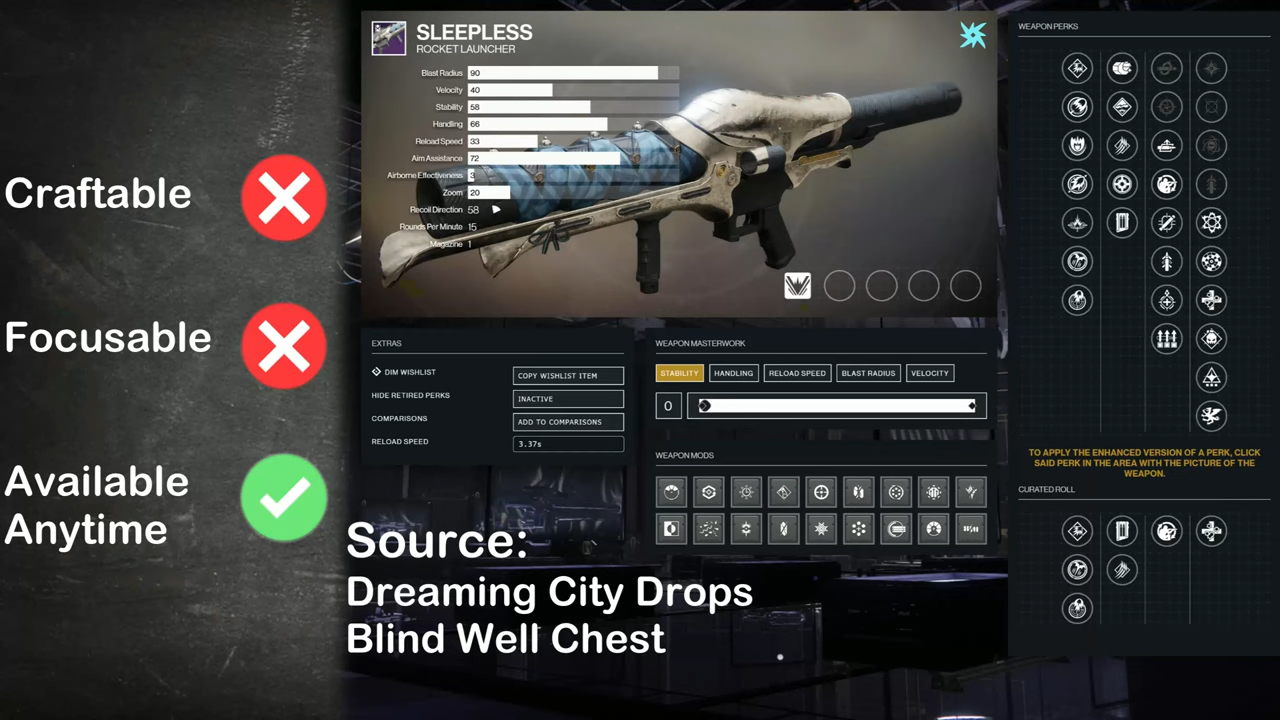 SLEEPLESS
ROCKET LAUNCHER
Blast Radius 90
Velocity 40
Stability 58
Handling 66
Reload Speed 33
Aim Assistance 72
Airborne Effectiveness 3
Zoom 20
Recoil Direction 58
Rounds Per Minute 15
Magazine 1
WEAPON PERKS
Craftable
Focusable
Available
Anytime
EXTRAS
DIM WISHLIST
COPY WISHLIST ITEM
HIDE RETIRED PERKS
INACTIVE
COMPARISONS
ADD TO COMPARISONS
RELOAD SPEED
3.37s
WEAPON MASTERWORK
STABILITY HANDLING RELOAD SPEED BLAST RADIUS VELOCITY
0
WEAPON MODS
TO APPLY THE ENHANCED VERSION OF A PERK, CLICK
SAID PERK IN THE AREA WITH THE PICTURE OF THE
WEAPON.
CURATED ROLL
Source:
Dreaming City Drops
Blind Well Chest